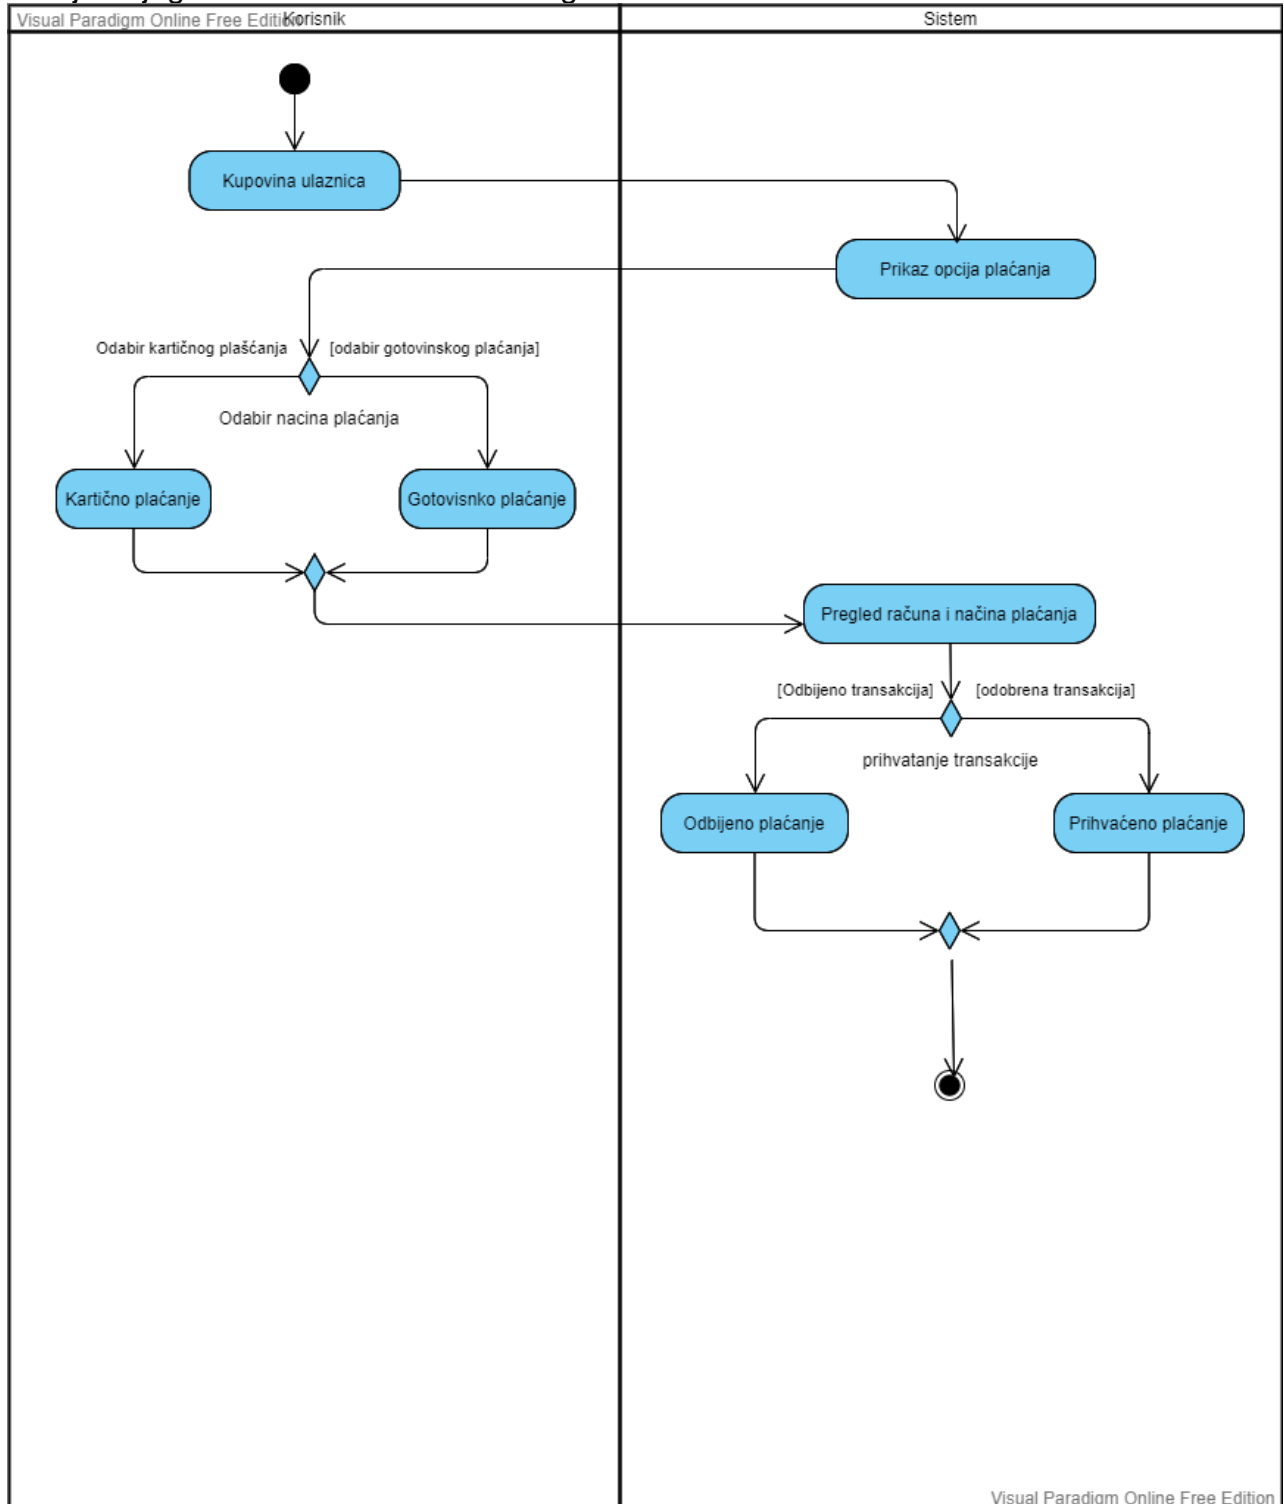 Visual Paradigm Online Free Edition
Korisnik
Sistem
Kupovina ulaznica
Prikaz opcija plaćanja
Odabir kartičnog plašćanja
[odabir gotovinskog plaćanja]
Odabir nacina plaćanja
Kartično plaćanje
Gotovisnko plaćanje
Pregled računa i načina plaćanja
[Odbijeno transakcija]
[odobrena transakcija]
prihvatanje transakcije
Odbijeno plaćanje
Prihvaćeno plaćanje
Visual Paradigm Online Free Edition